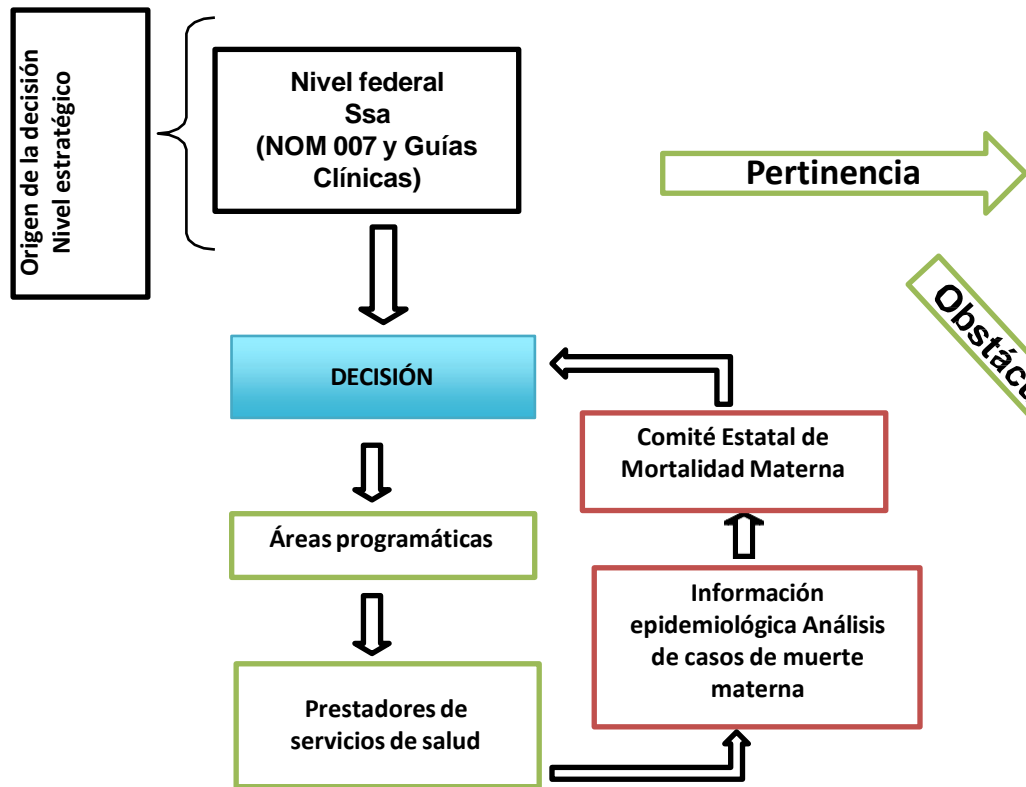 Origen de la decisión
Nivel estratégico
Nivel federal
Ssa
(NOM 007 y Guías
Clínicas)
Pertinencia
DECISIÓN
Comité Estatal de
Mortalidad Materna
Áreas programáticas
Información
epidemiológica Análisis
de casos de muerte
materna
Prestadores de
servicios de salud